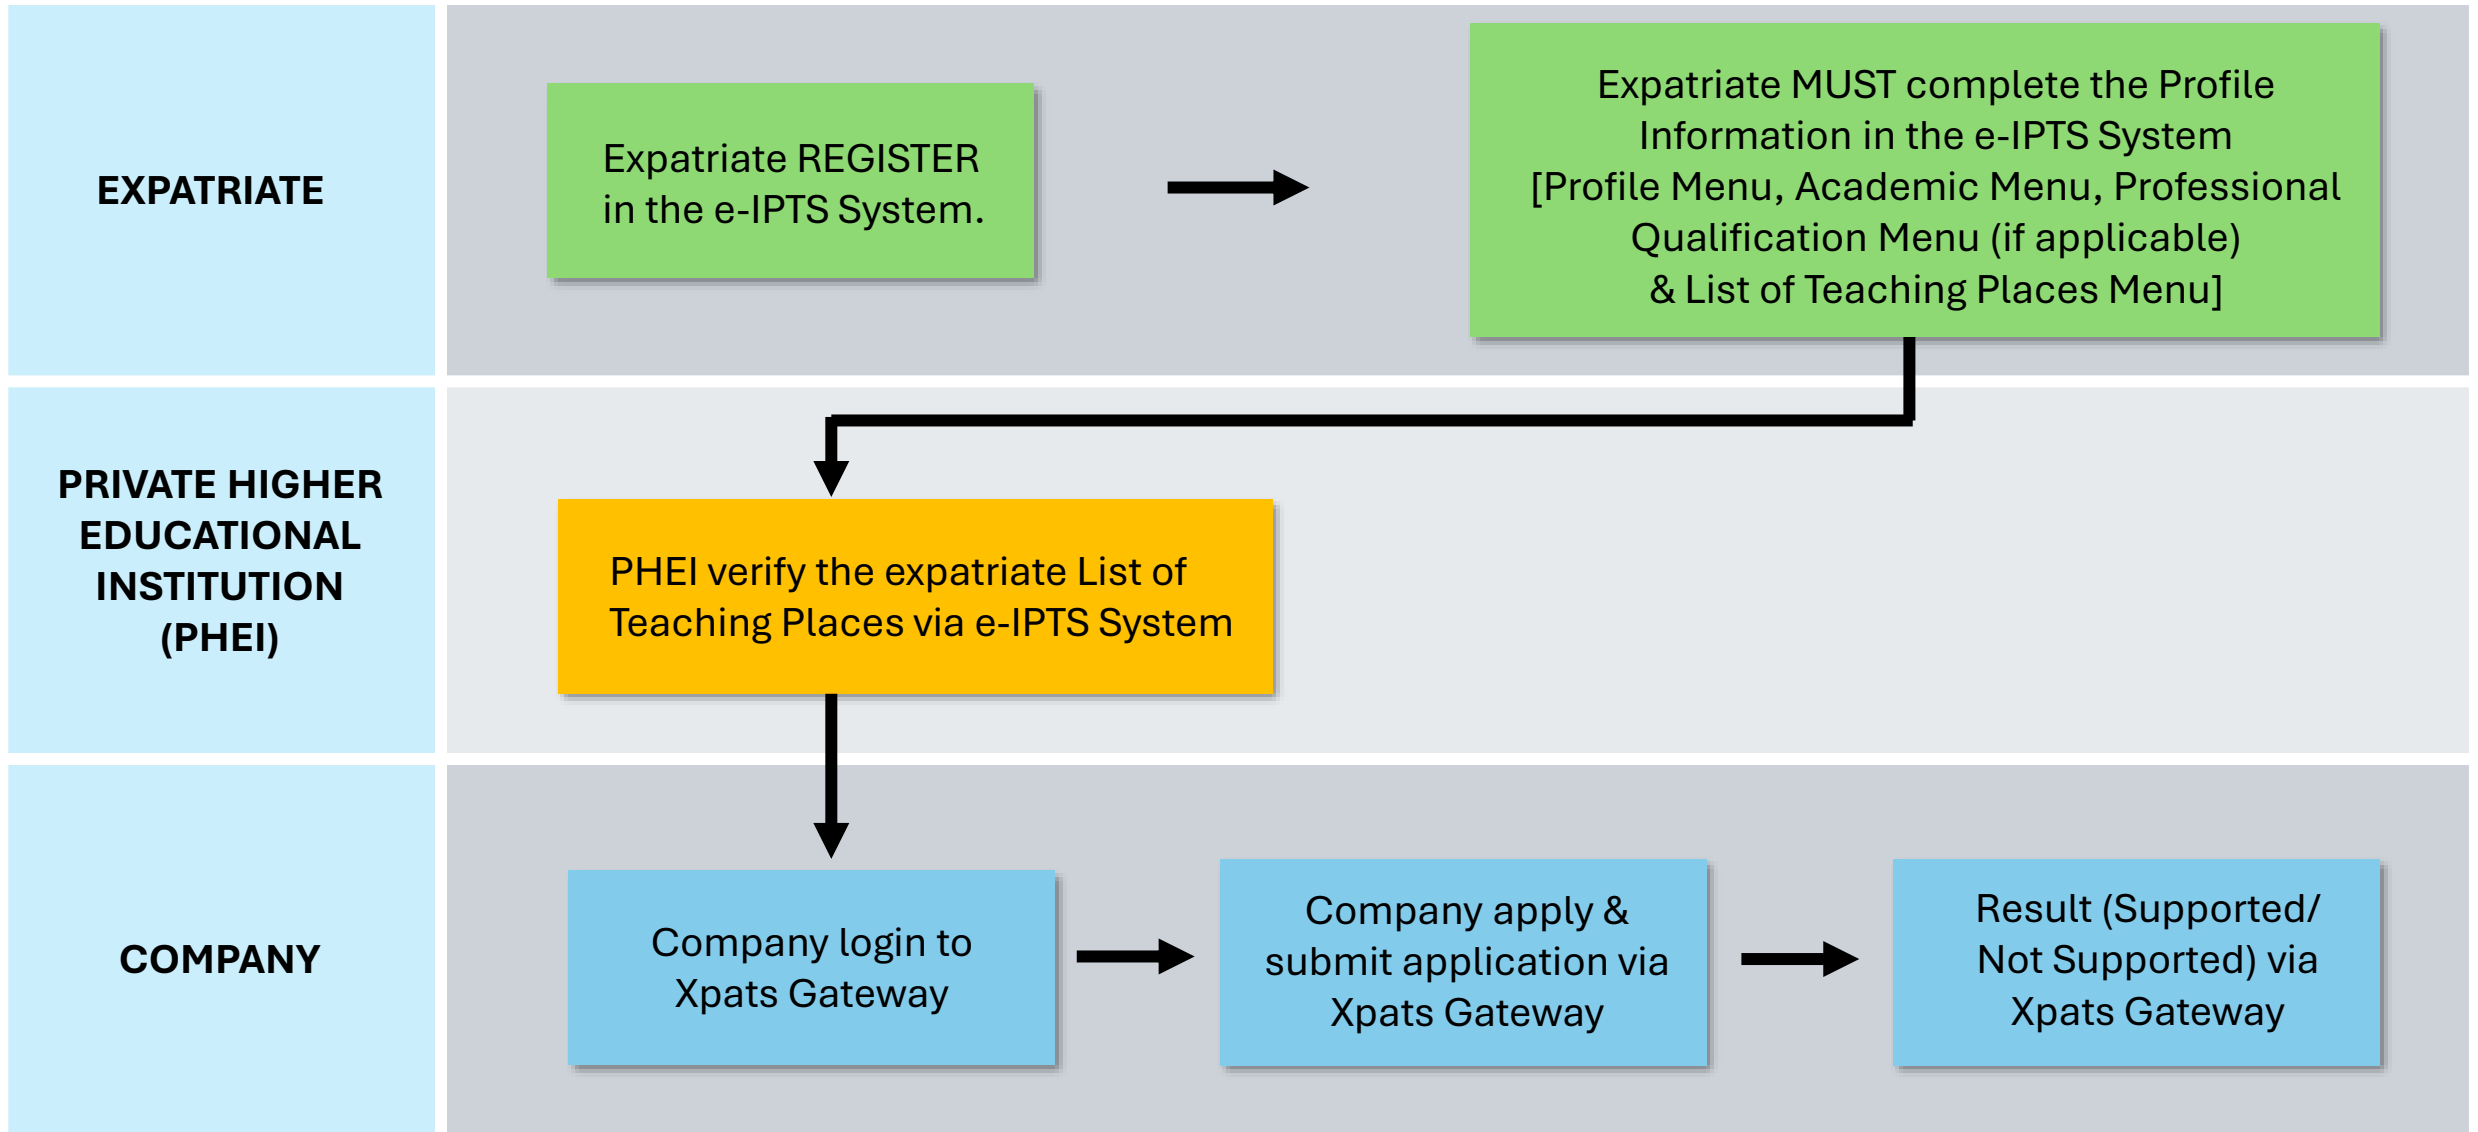 EXPATRIATE
Expatriate REGISTER
in the e-IPTS System.
Expatriate MUST complete the Profile
Information in the e-IPTS System
[Profile Menu, Academic Menu, Professional
Qualification Menu (if applicable)
& List of Teaching Places Menu]
PRIVATE HIGHER
EDUCATIONAL
INSTITUTION
(PHEI)
PHEI verify the expatriate List of
Teaching Places via e-IPTS System
COMPANY
Company login to
Xpats Gateway
Company apply &
submit application via
Xpats Gateway
Result (Supported/
Not Supported) via
Xpats Gateway